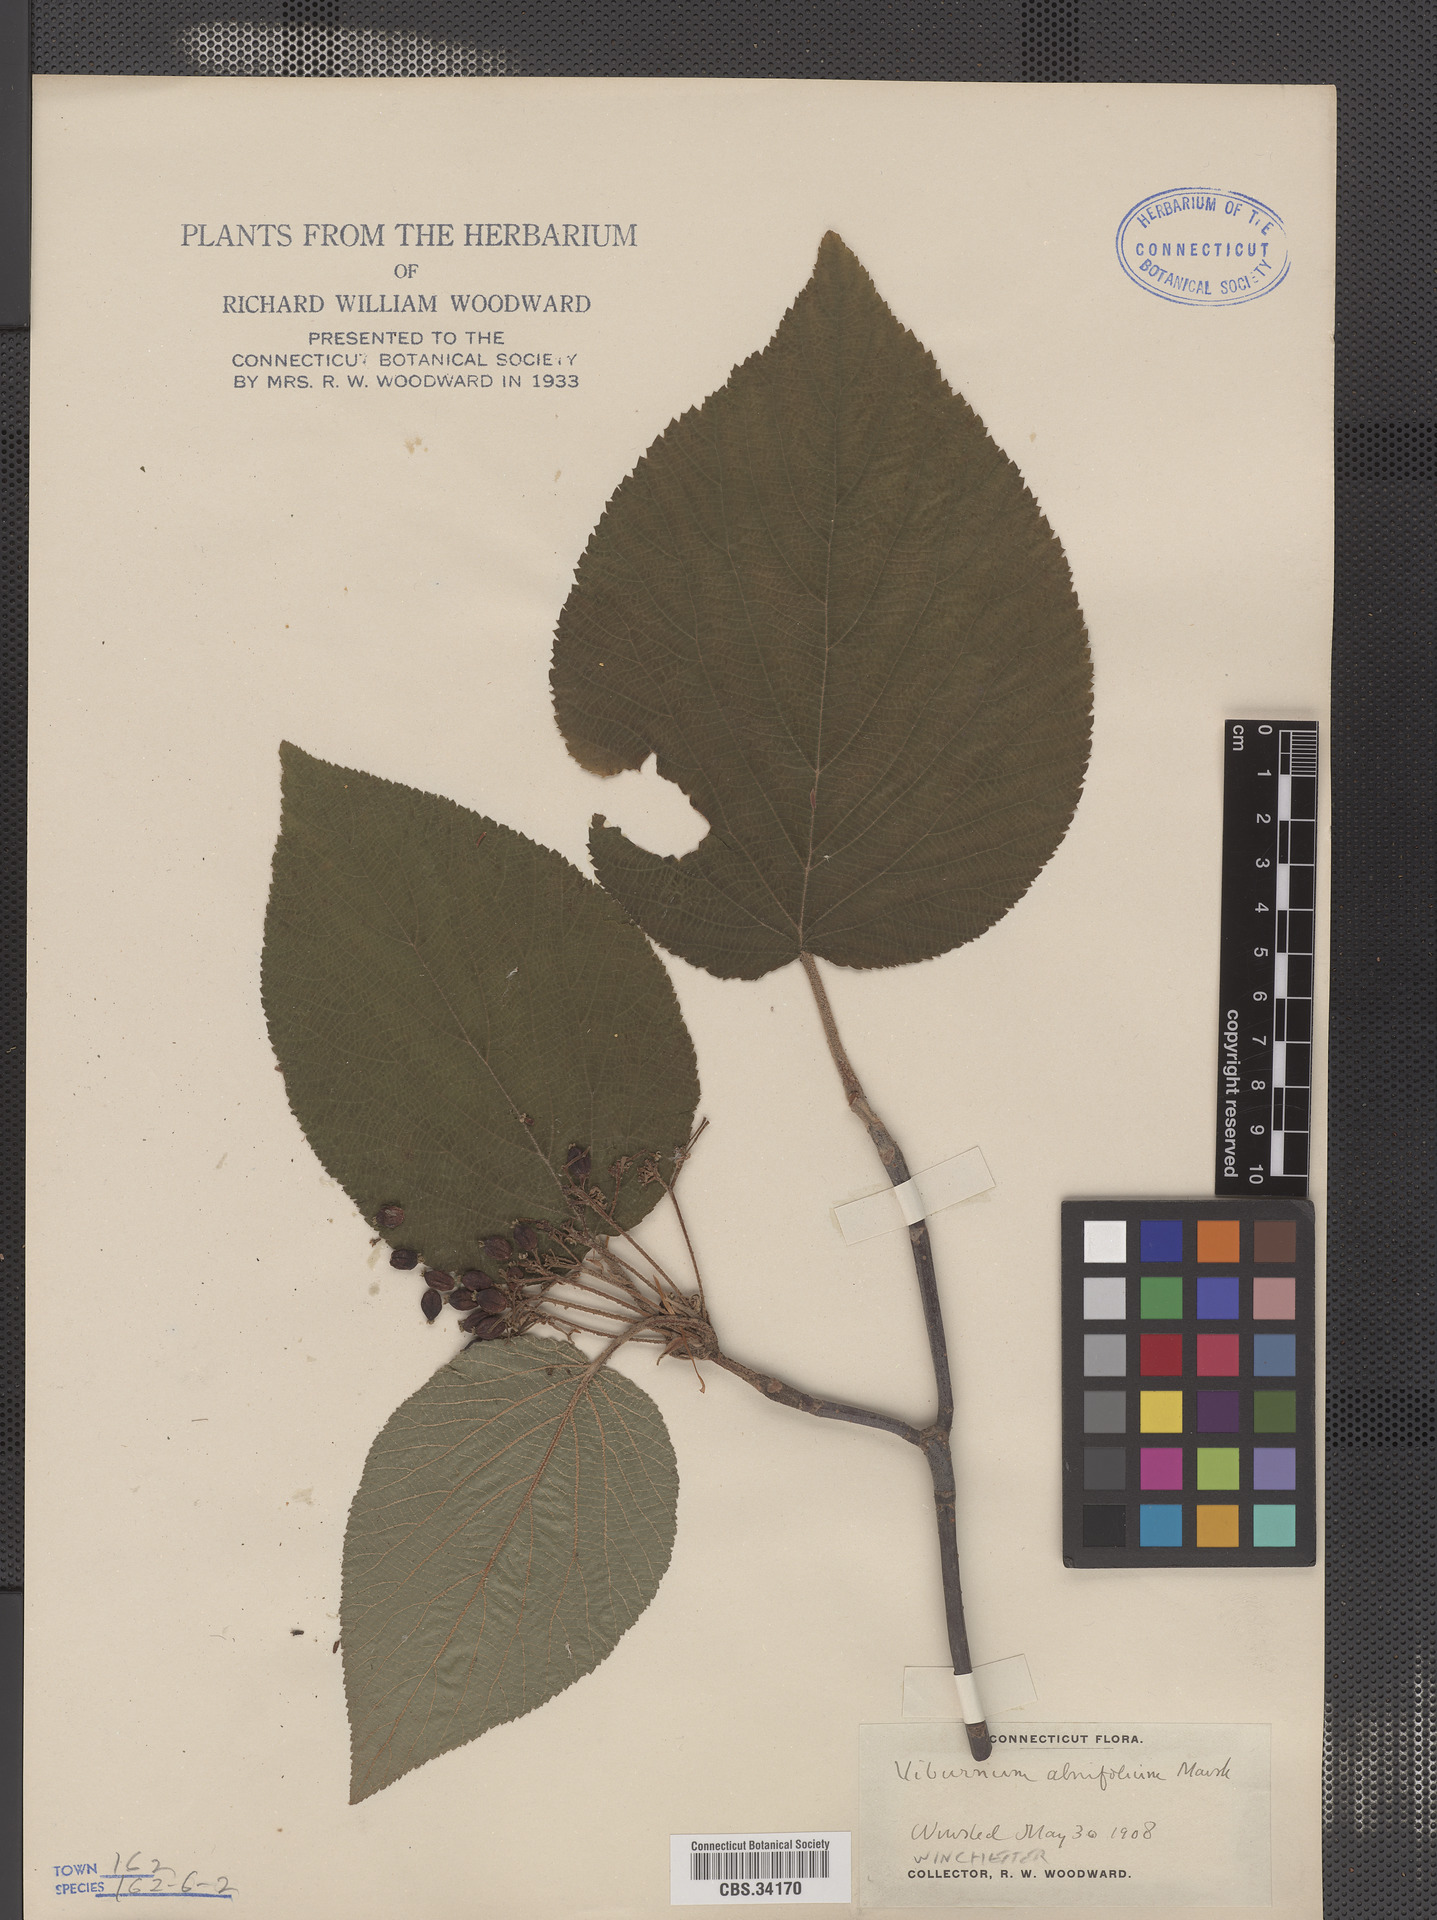 PLANTS FROM THE HERBARIUM
OF
RICHARD WILLIAM WOODWARD
PRESENTED TO THE
CONNECTICUT BOTANICAL SOCIETY
BY MRS. R. W. WOODWARD IN 1933
HERBARIUM OF THE
CONNECTICUT
BOTANICAL SOCIETY
cm 0 1 2 3 4 5 6 7 8 9 10
copyright reserved
CONNECTICUT FLORA.
Viburnum alnifolium Marsh
Winsted May 30 1908
WINCHESTER
COLLECTOR, R. W. WOODWARD.
Connecticut Botanical Society
CBS.34170
TOWN 162
SPECIES 162-6-2